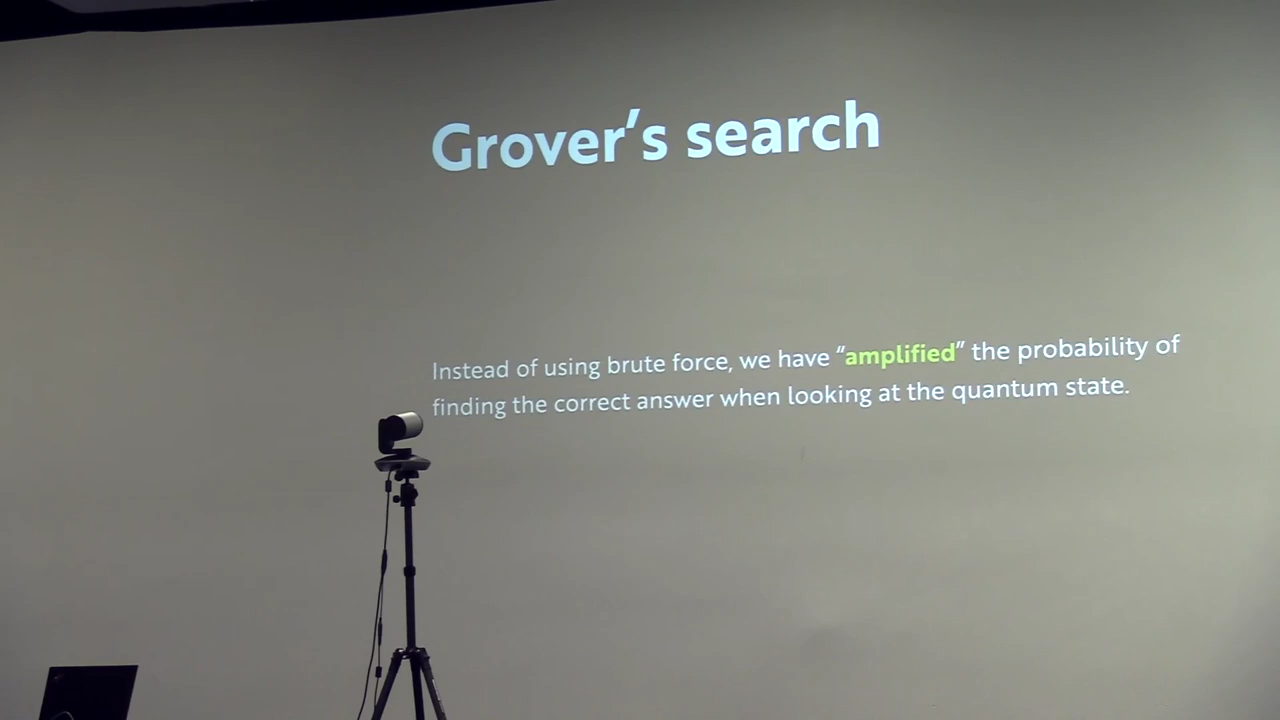 Grover’s search
Instead of using brute force, we have “amplified” the probability of
finding the correct answer when looking at the quantum state.